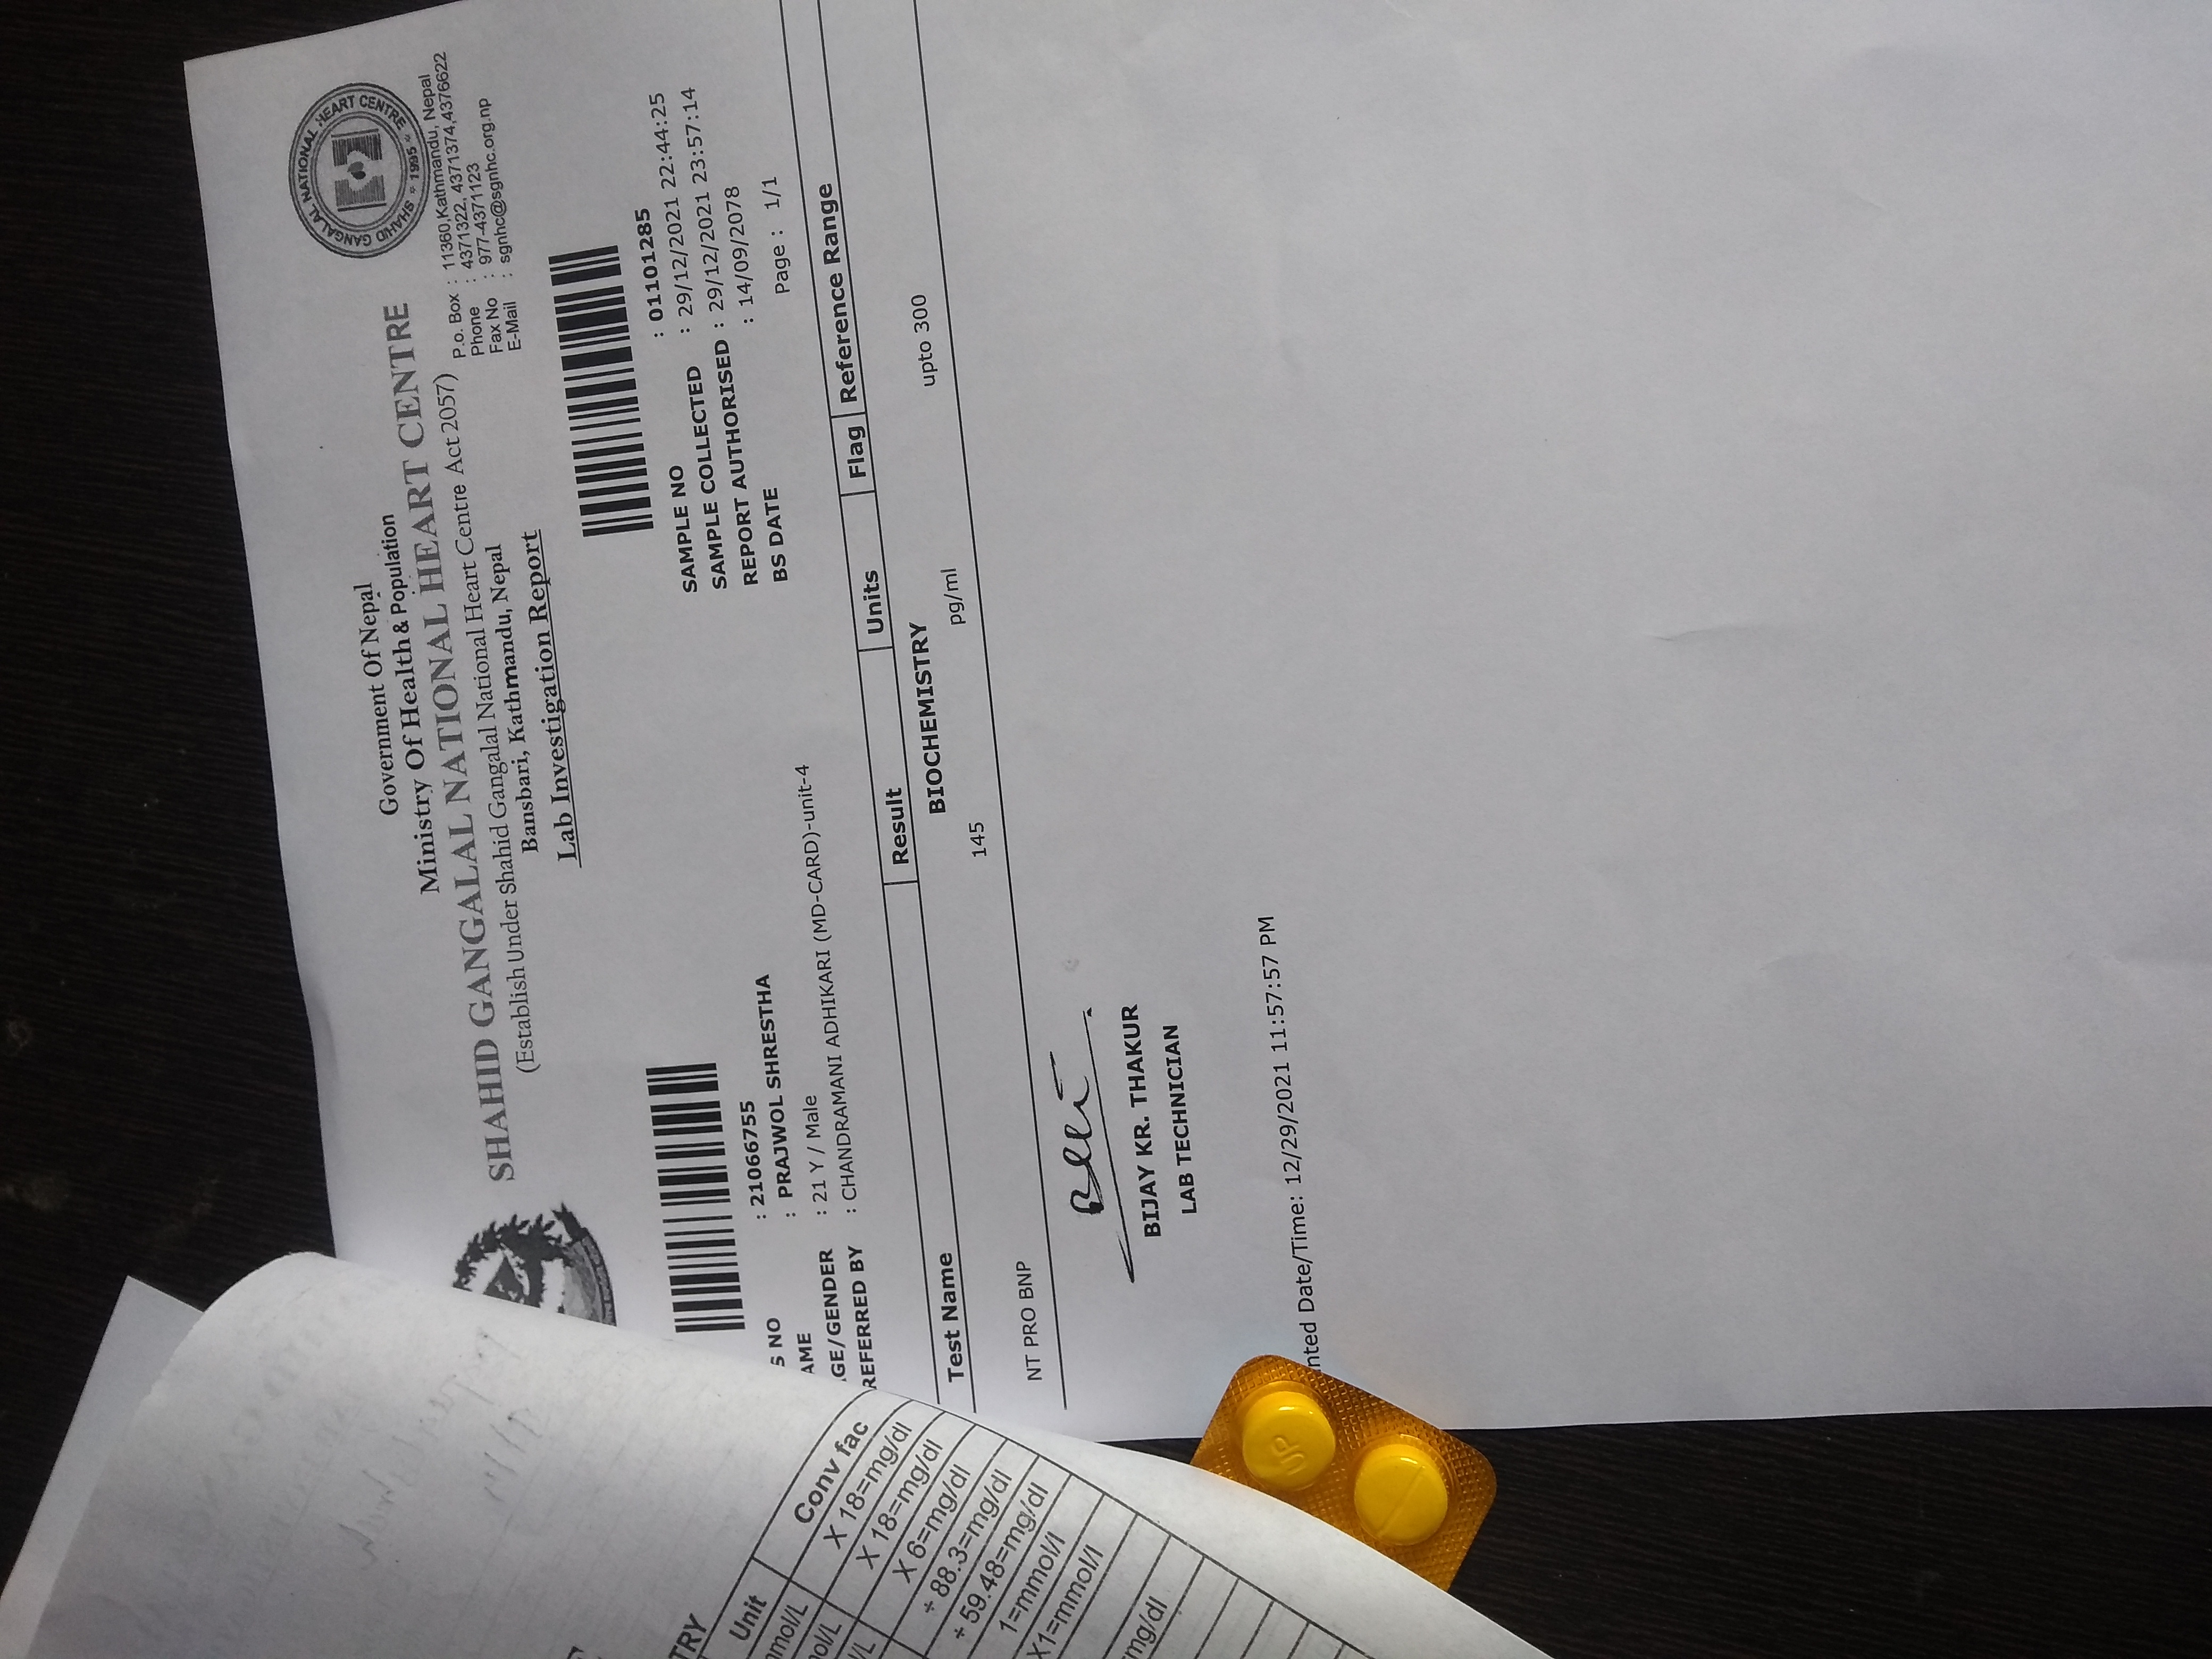 Government Of Nepal
Ministry Of Health & Population
SHAHID GANGALAL NATIONAL HEART CENTRE
(Establish Under Shahid Gangalal National Heart Centre Act 2057)
Bansbari, Kathmandu, Nepal
Lab Investigation Report
P.o. Box : 11360,Kathmandu, Nepal
Phone : 4371322, 4371374,4376622
Fax No : 977-4371123
E-Mail : sgnhc@sgnhc.org.np
SHAHID GANGALAL NATIONAL HEART CENTRE
1995
S NO : 21066755
AME : PRAJWOL SHRESTHA
GE/GENDER : 21 Y / Male
REFERRED BY : CHANDRAMANI ADHIKARI (MD-CARD)-unit-4
SAMPLE NO : 01101285
SAMPLE COLLECTED : 29/12/2021 22:44:25
REPORT AUTHORISED : 29/12/2021 23:57:14
BS DATE : 14/09/2078
Page : 1/1
Test Name Result Units Flag Reference Range
BIOCHEMISTRY
NT PRO BNP 145 pg/ml upto 300
BIJAY KR. THAKUR
LAB TECHNICIAN
nted Date/Time: 12/29/2021 11:57:57 PM
TRY
Unit Conv fac
mmol/L X 18=mg/dl
ol/L X 18=mg/dl
/L X 6=mg/dl
÷ 88.3=mg/dl
÷ 59.48=mg/dl
1=mmol/l
X1=mmol/l
mg/dl
UP